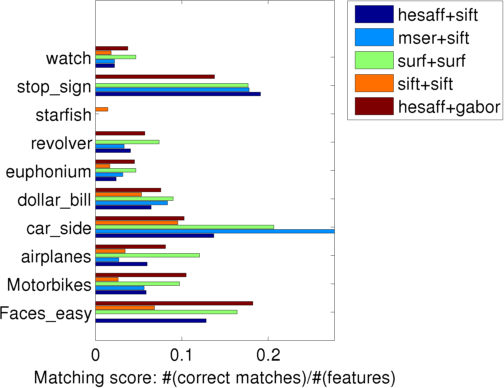 hesaff+sift
mser+sift
surf+surf
sift+sift
hesaff+gabor
watch
stop_sign
starfish
revolver
euphonium
dollar_bill
car_side
airplanes
Motorbikes
Faces_easy
0 0.1 0.2
Matching score: #(correct matches)/#(features)